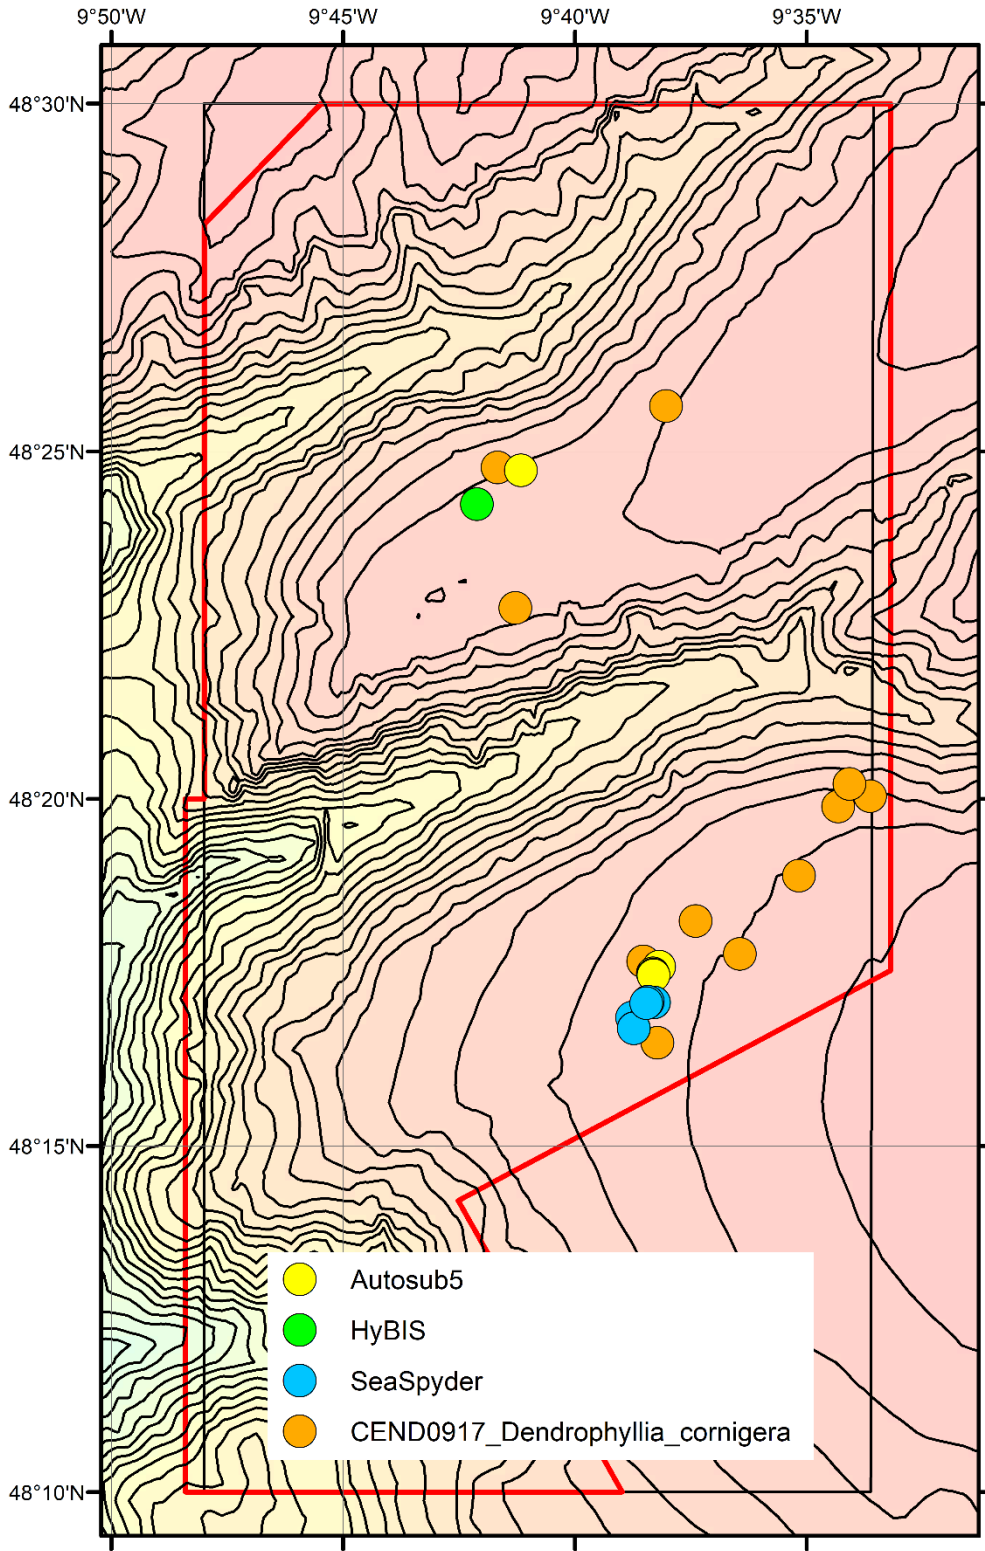 9°50'W 9°45'W 9°40'W 9°35'W
48°30'N
48°25'N
48°20'N
48°15'N
48°10'N
Autosub5
HyBIS
SeaSpyder
CEND0917_Dendrophyllia_cornigera